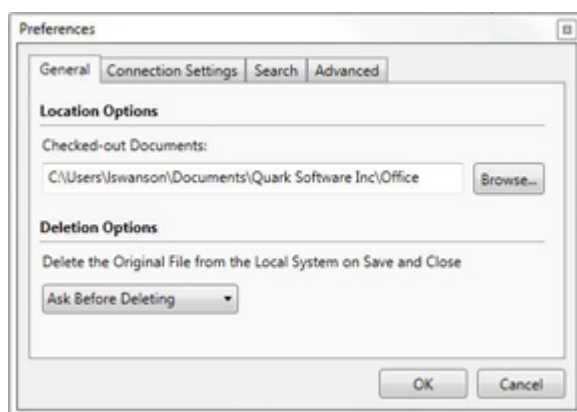 Preferences
General Connection Settings Search Advanced
Location Options
Checked-out Documents:
C:\Users\lswanson\Documents\Quark Software Inc\Office Browse...
Deletion Options
Delete the Original File from the Local System on Save and Close
Ask Before Deleting
OK Cancel